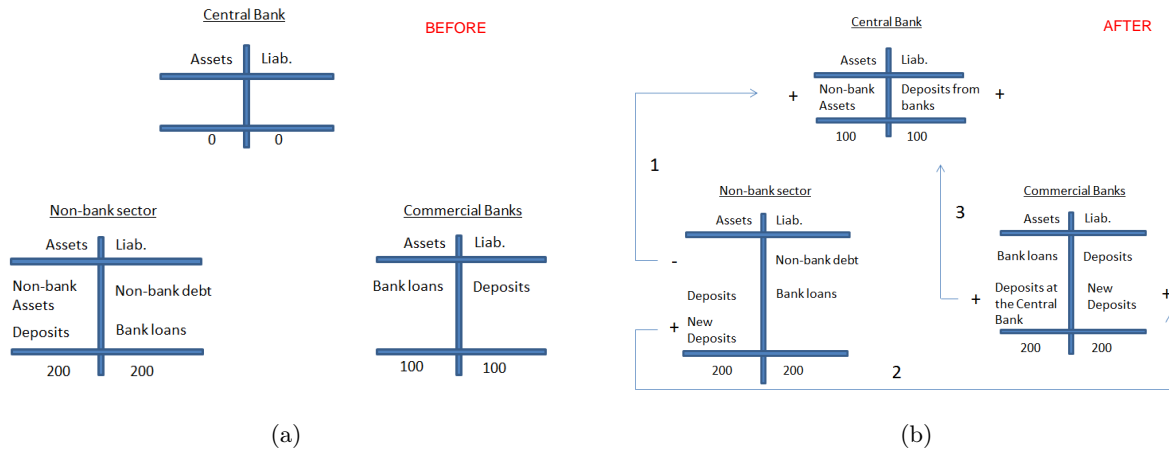 Central Bank
BEFORE
Assets Liab.
0 0
Non-bank sector
Assets Liab.
Non-bank
Assets
Non-bank debt
Deposits
Bank loans
200 200
Commercial Banks
Assets Liab.
Bank loans Deposits
100 100
(a)
Central Bank
AFTER
Assets Liab.
+
Non-bank
Assets
Deposits from
banks
+
100 100
1
Non-bank sector
Assets Liab.
-
Non-bank debt
Deposits
Bank loans
+
New
Deposits
200 200
2
3
Commercial Banks
Assets Liab.
Bank loans Deposits
+
Deposits at
the Central
Bank
New
Deposits
+
200 200
(b)